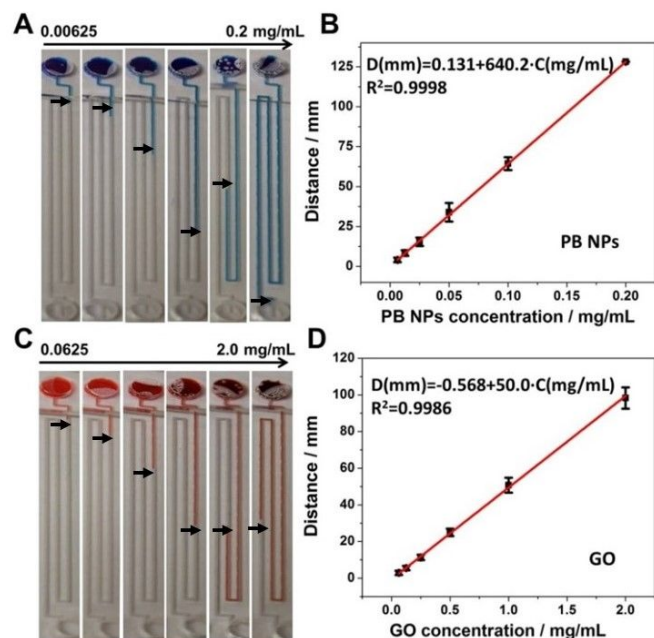 A
0.00625 0.2 mg/mL
B
D(mm)=0.131+640.2·C(mg/mL)
R²=0.9998
PB NPs
Distance / mm
125
100
75
50
25
0
0.00 0.05 0.10 0.15 0.20
PB NPs concentration / mg/mL
C
0.0625 2.0 mg/mL
D
D(mm)=-0.568+50.0·C(mg/mL)
R²=0.9986
GO
Distance / mm
120
100
80
60
40
20
0
0.0 0.5 1.0 1.5 2.0
GO concentration / mg/mL